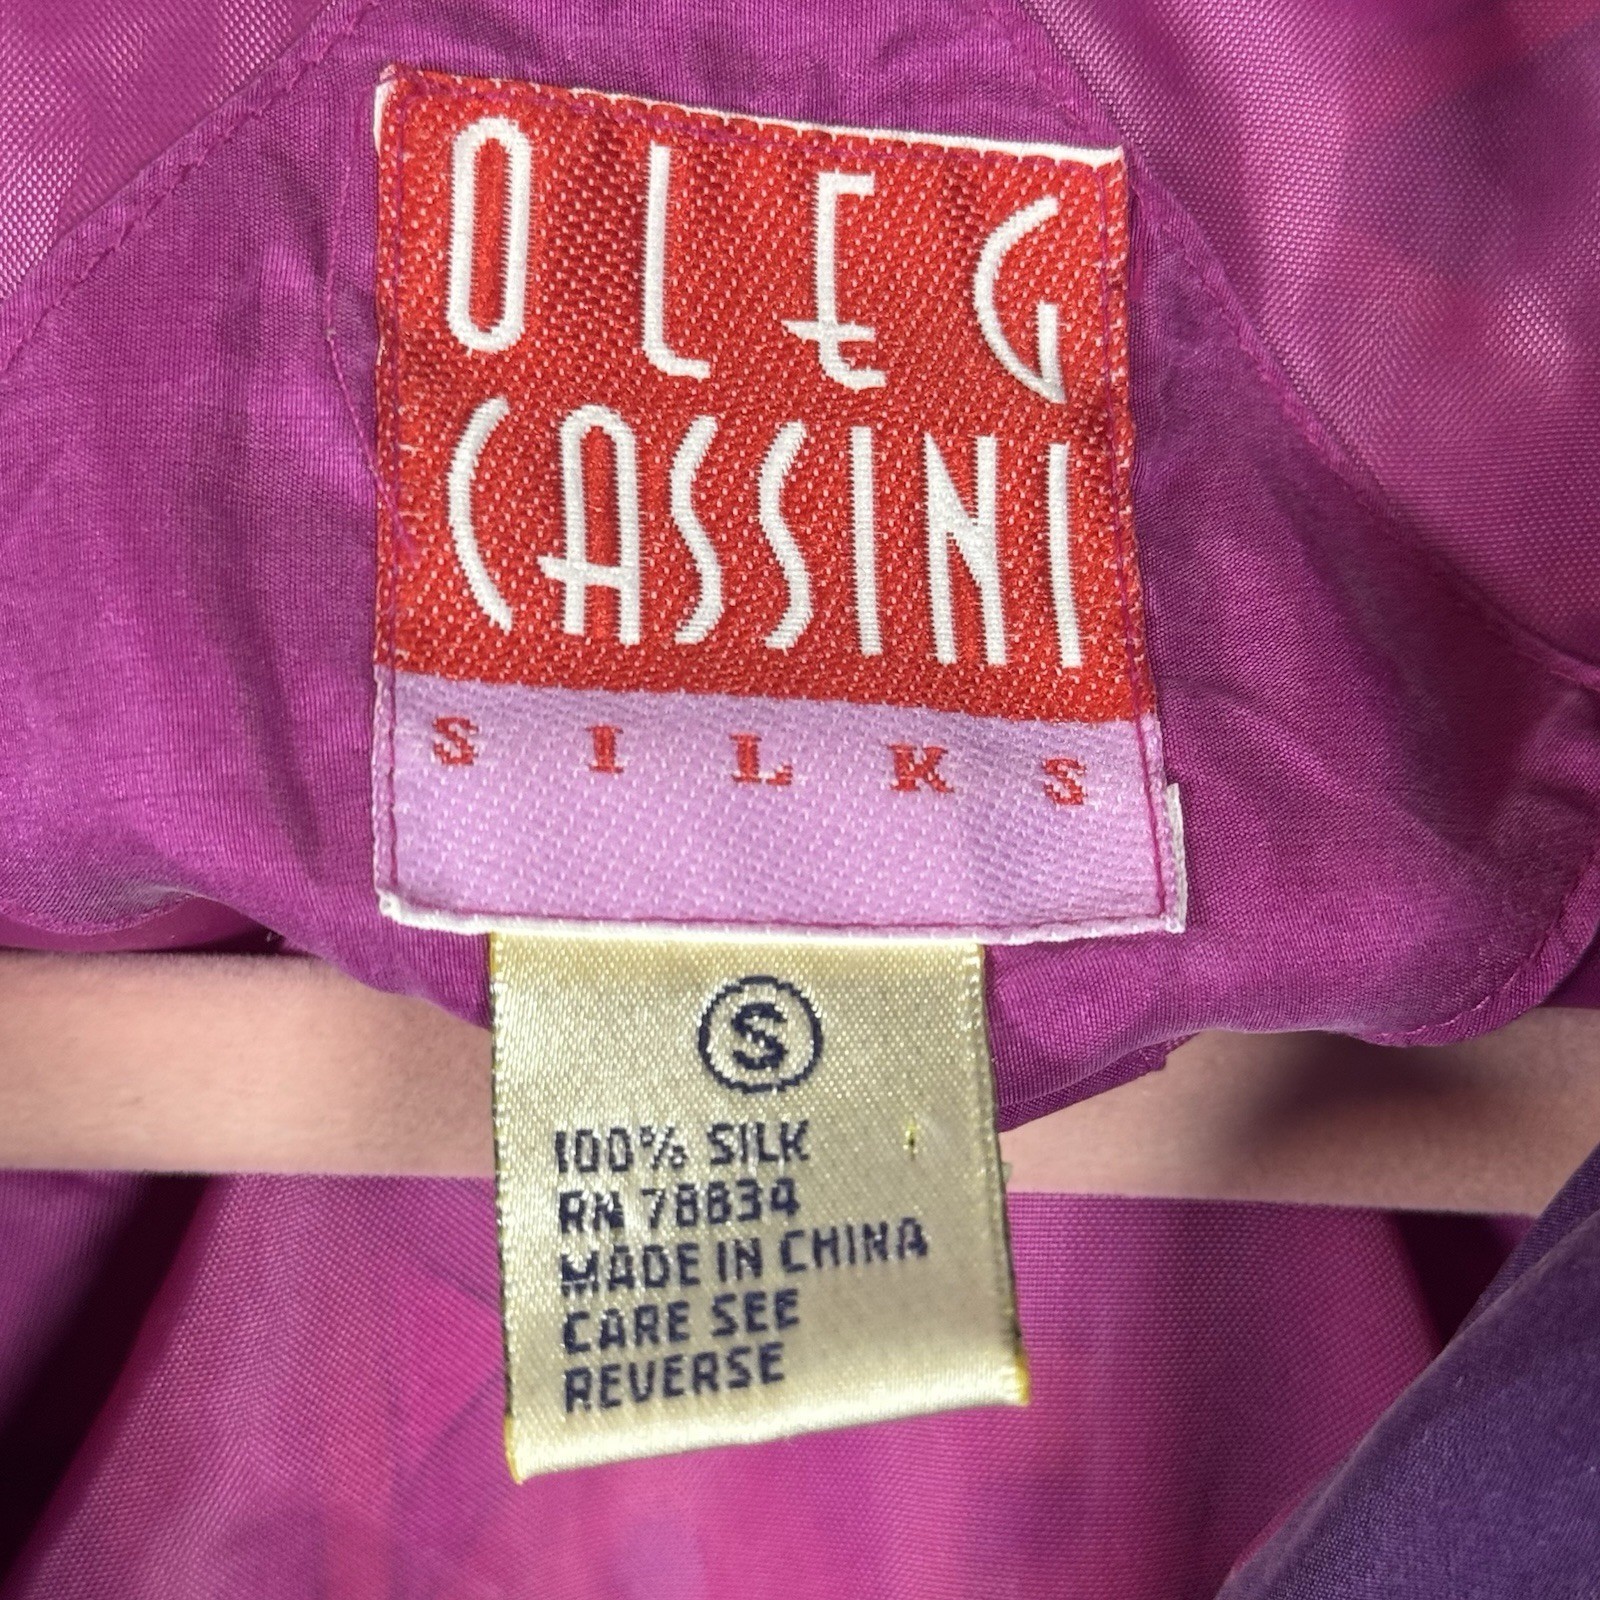 OLEG
CASSINI
SILKS
S
100% SILK
RN 78834
MADE IN CHINA
CARE SEE
REVERSE